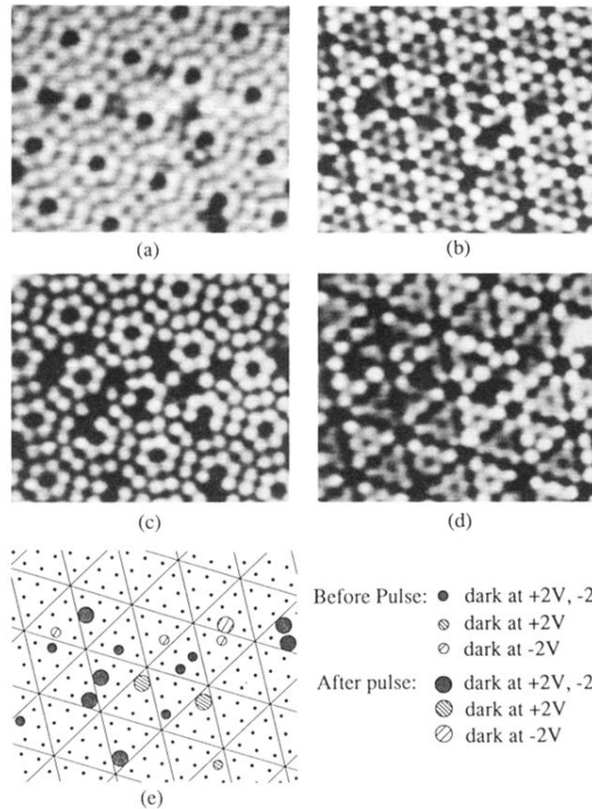 (a)
(b)
(c)
(d)
Before Pulse: dark at +2V, -2
dark at +2V
dark at -2V
After pulse: dark at +2V, -2
dark at +2V
dark at -2V
(e)